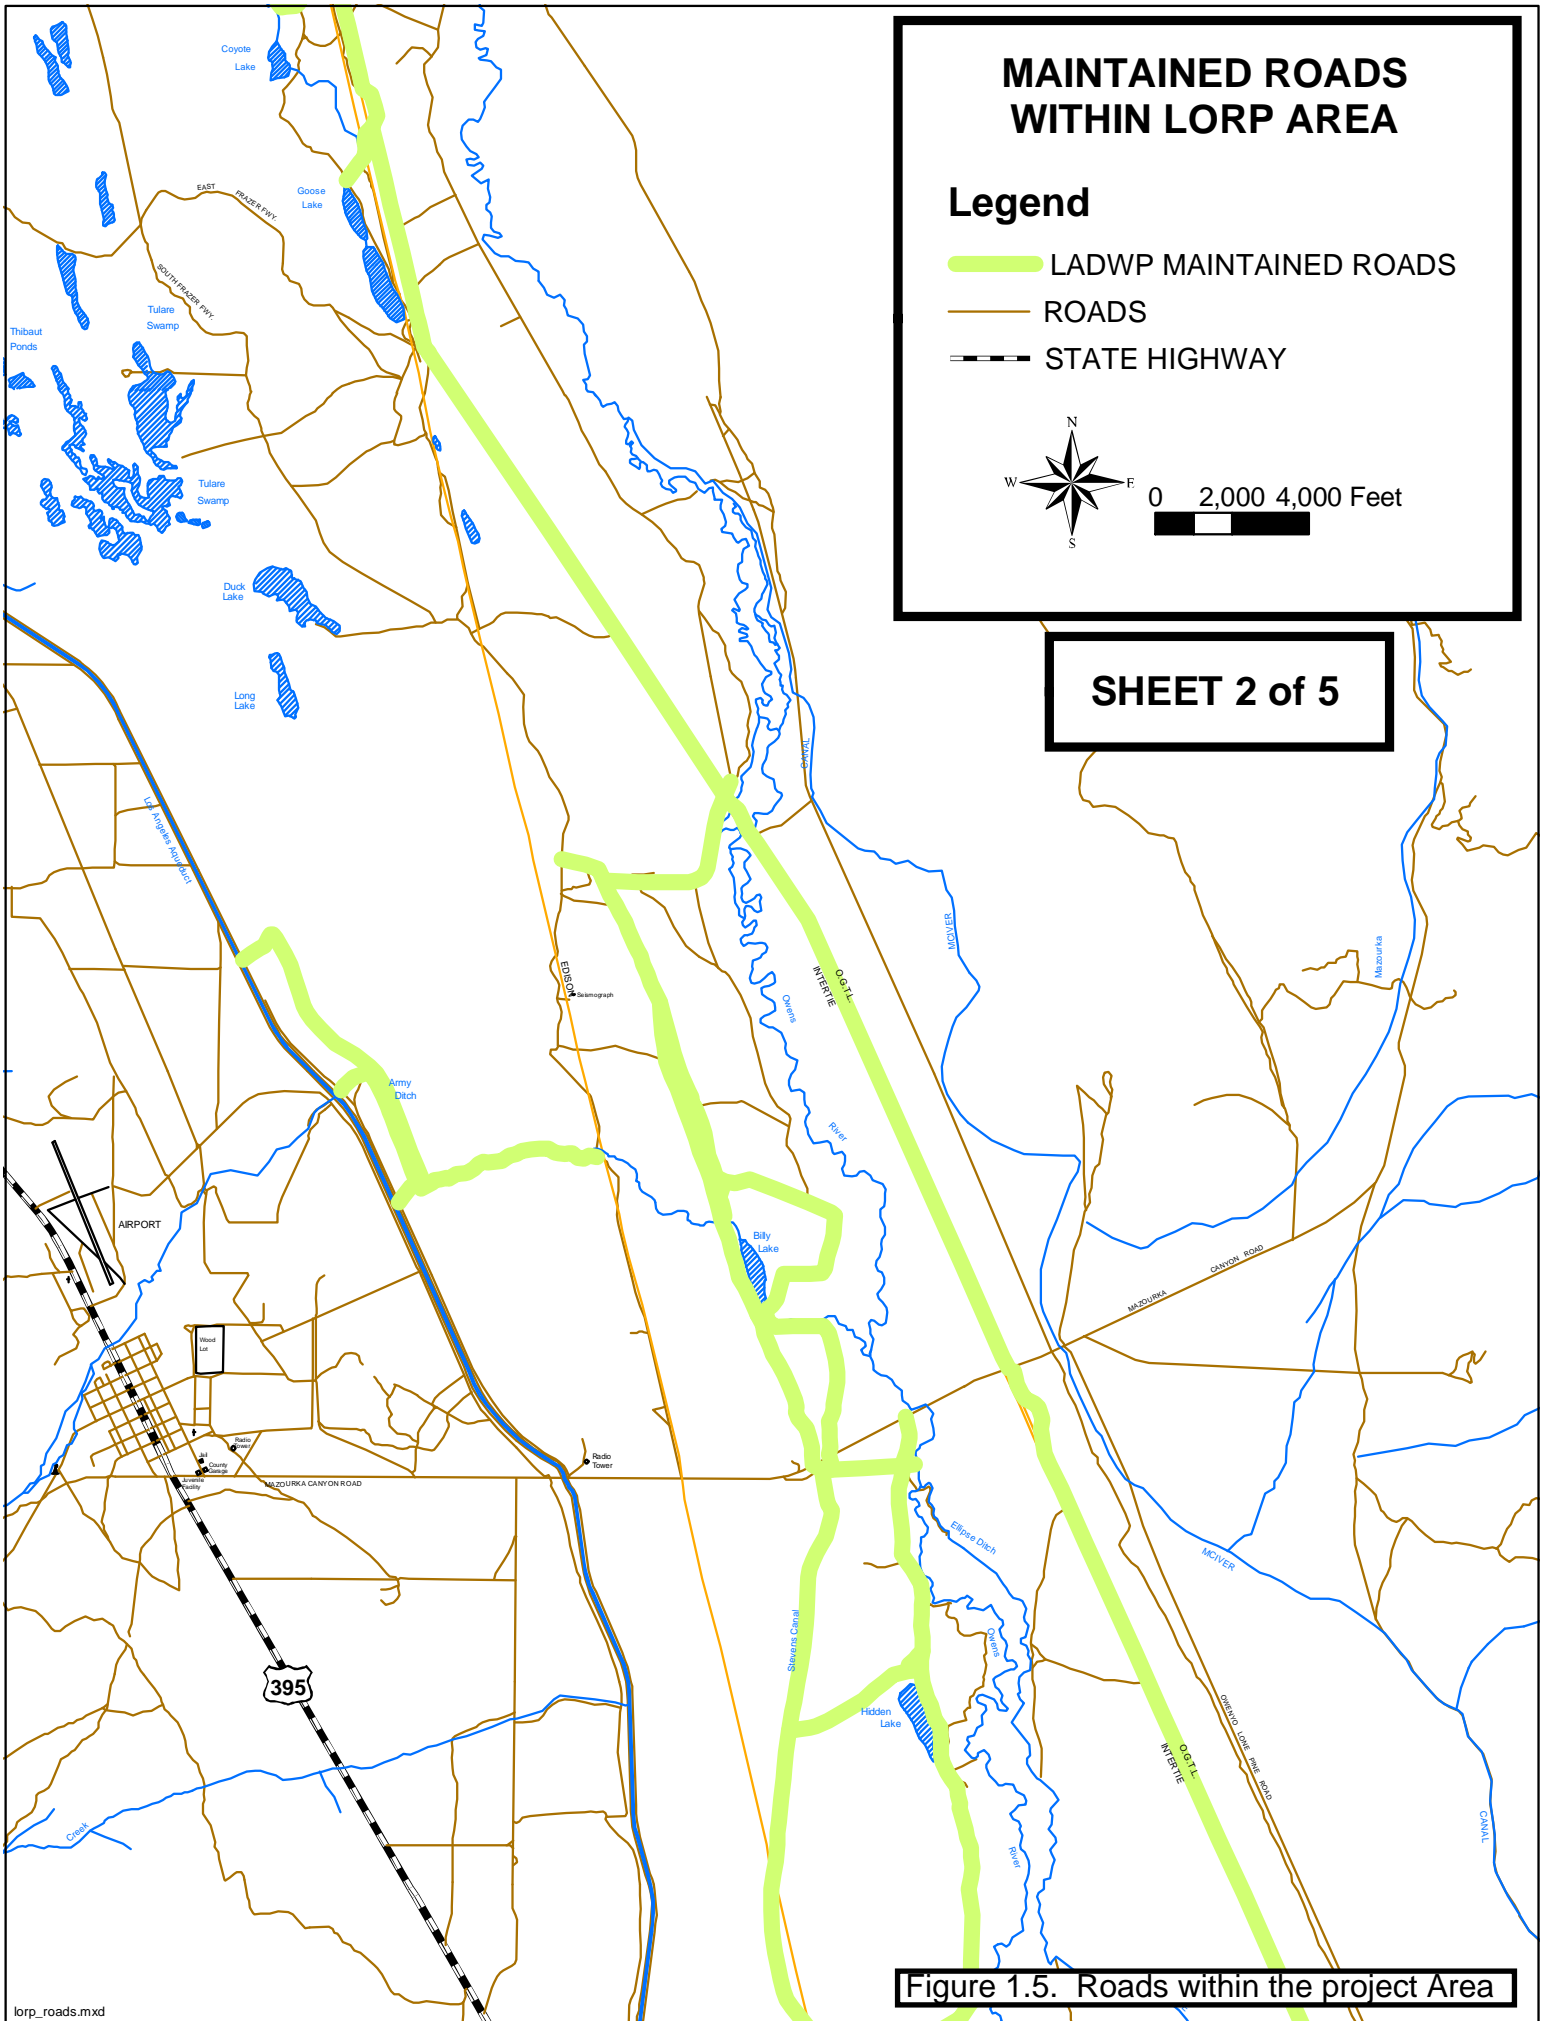 MAINTAINED ROADS
WITHIN LORP AREA
Legend
LADWP MAINTAINED ROADS
ROADS
STATE HIGHWAY
N
W
E
S
0 2,000 4,000 Feet
SHEET 2 of 5
Coyote
Lake
Goose
Lake
EAST
FRAZER FWY.
SOUTH FRAZER FWY.
Tulare
Swamp
Thibaut
Ponds
Tulare
Swamp
Duck
Lake
Long
Lake
Los Angeles Aqueduct
CANAL
MCIVER
Mazourka
EDISON
Seismograph
O.G.T.L.
INTERTIE
Owens
River
Army
Ditch
AIRPORT
Billy
Lake
MAZOURKA
CANYON ROAD
Wood
Lot
Radio
Tower
Jail
County
Garage
Juvenile
Facility
MAZOURKA CANYON ROAD
Radio
Tower
Ellipse Ditch
MCIVER
Stevens Canal
Owens
395
Hidden
Lake
OWENYO LONE PINE ROAD
O.G.T.L.
INTERTIE
Creek
River
CANAL
Figure 1.5. Roads within the project Area
lorp_roads.mxd